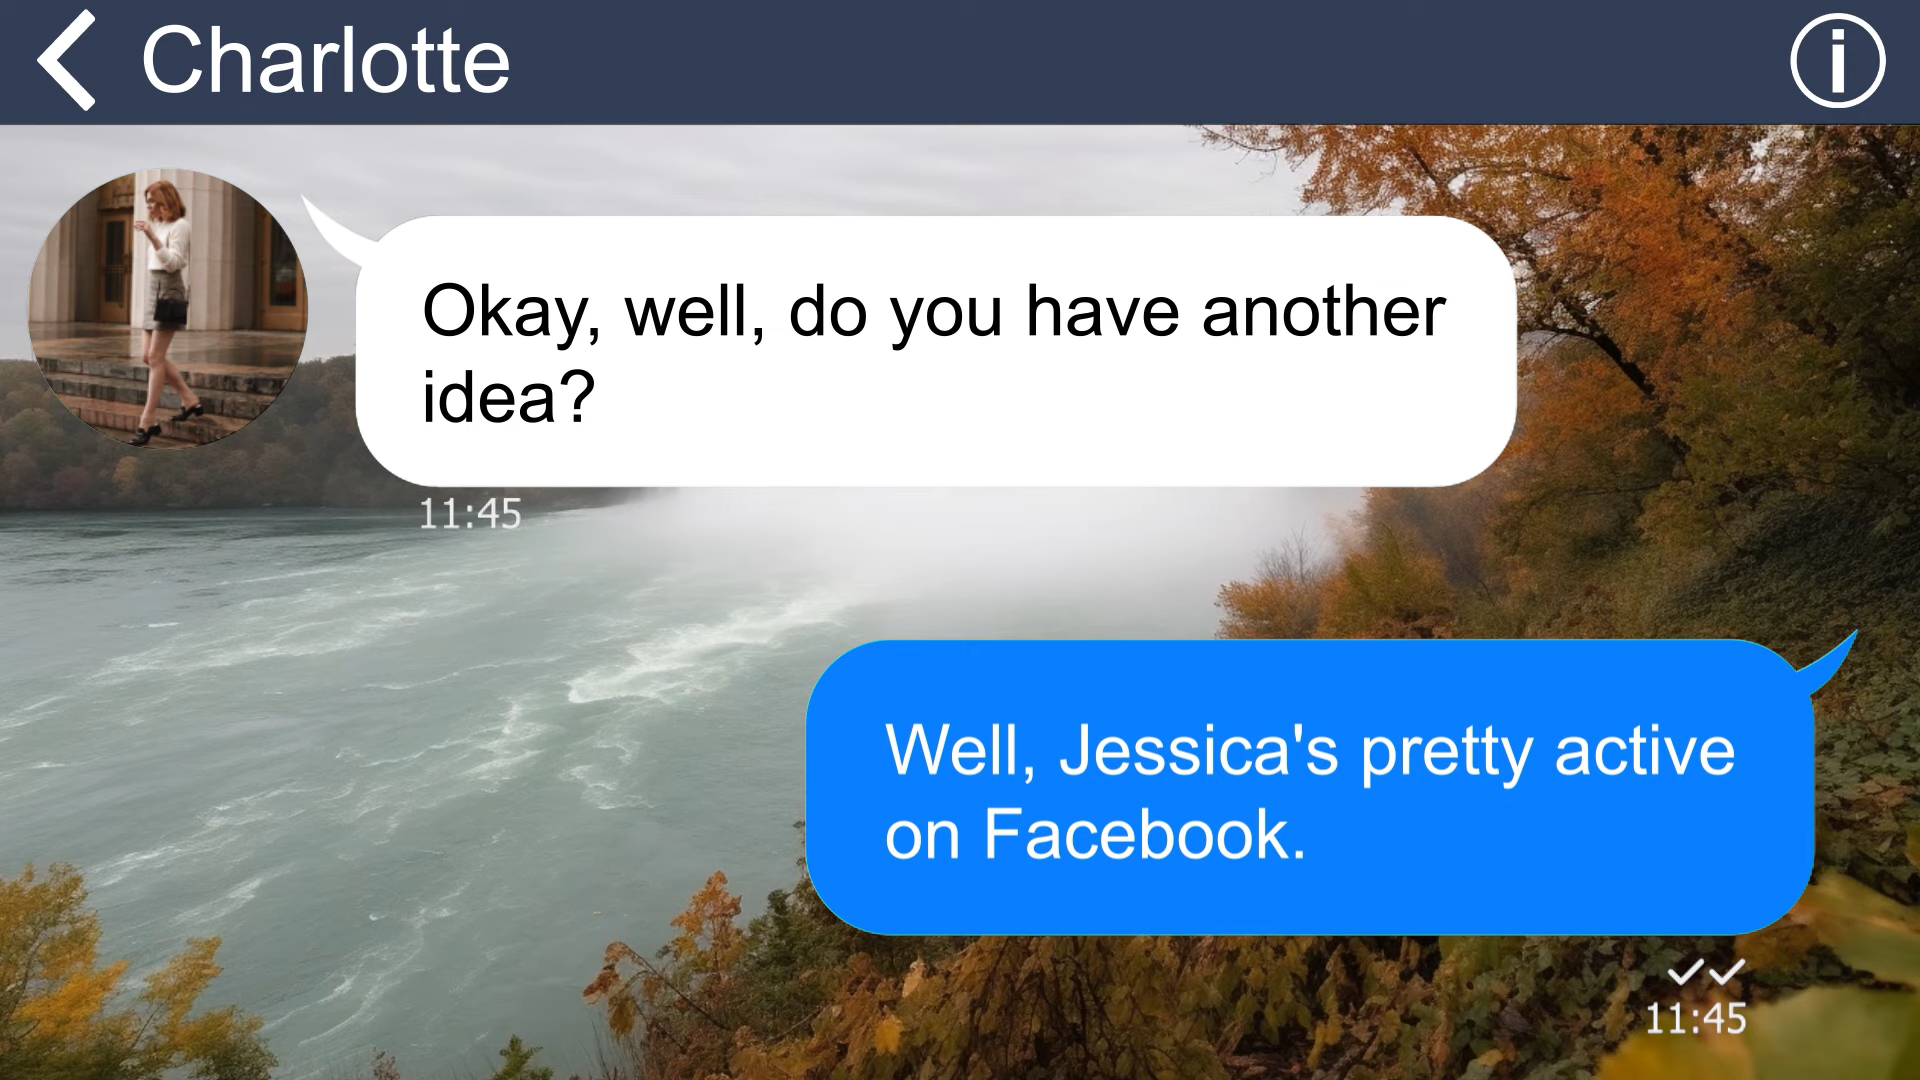 Charlotte
Okay, well, do you have another
idea?
11:45
Well, Jessica's pretty active
on Facebook.
11:45